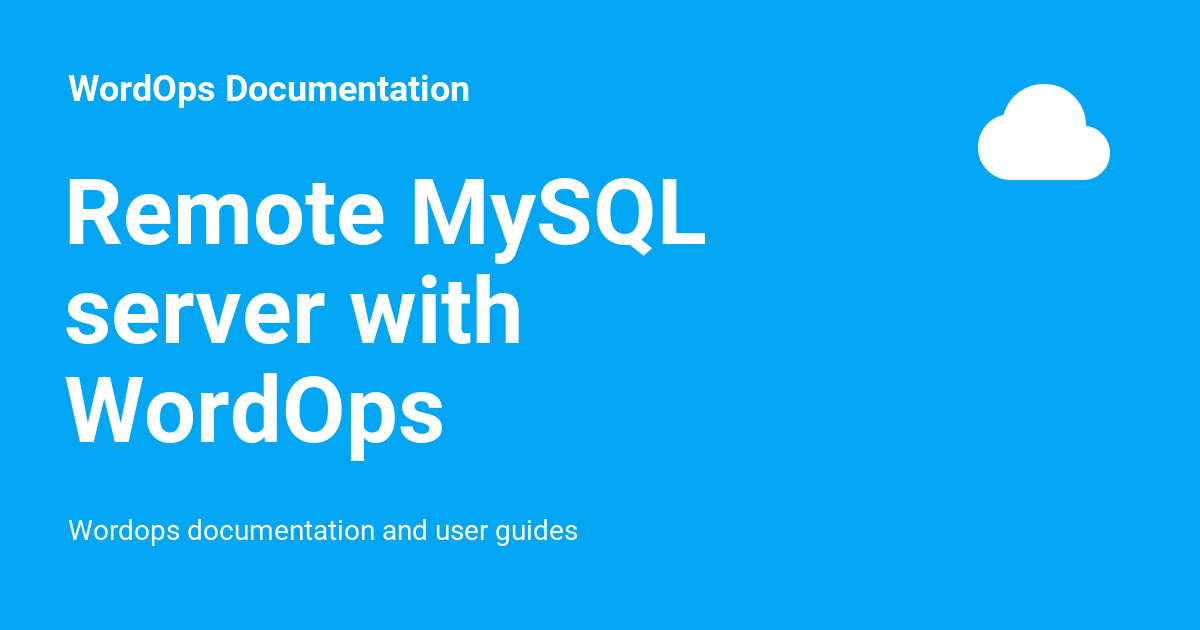 WordOps Documentation
Remote MySQL
server with
WordOps
Wordops documentation and user guides